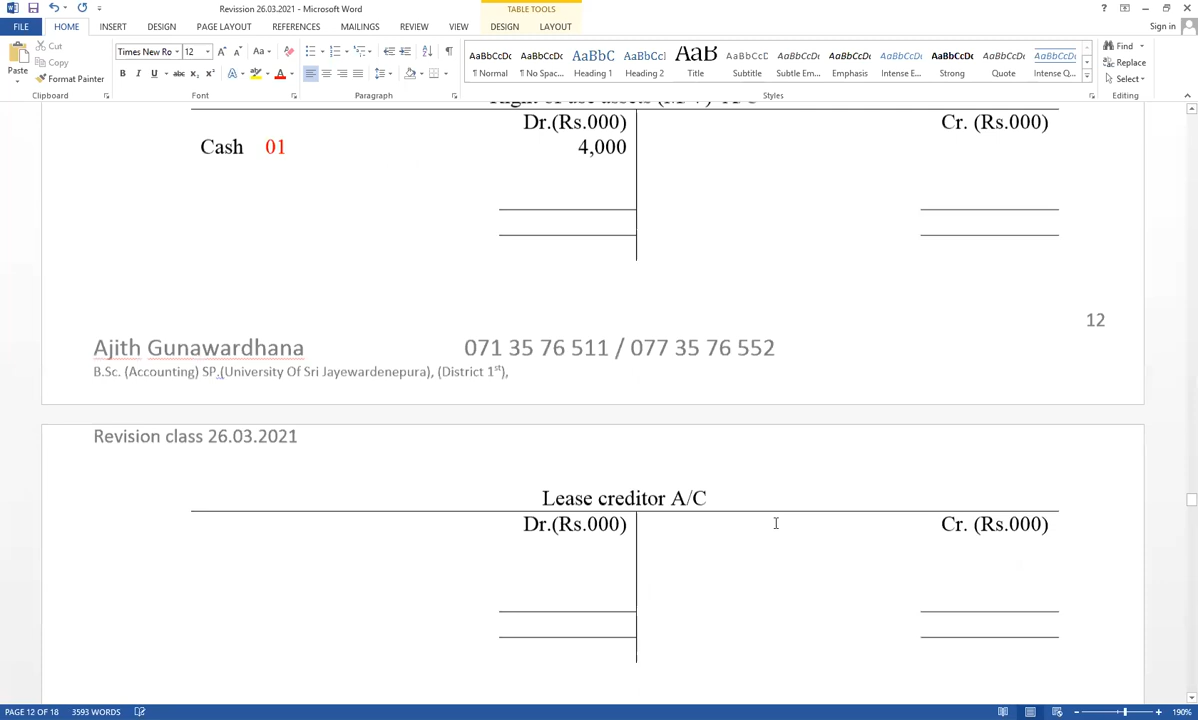 Revision 26.03.2021 - Microsoft Word
TABLE TOOLS
Sign in
FILE HOME INSERT DESIGN PAGE LAYOUT REFERENCES MAILINGS REVIEW VIEW DESIGN LAYOUT
Paste
Cut
Copy
Format Painter
Clipboard
Times New Ro 12
Font
Paragraph
AaBbCcDc AaBbCcDc AaBbC AaBbCcI AaB AaBbCcD AaBbCcDc AaBbCcDc AaBbCcDc AaBbCcDc AaBbCcDc AaBbCcDc
¶ Normal ¶ No Spac... Heading 1 Heading 2 Title Subtitle Subtle Em... Emphasis Intense E... Strong Quote Intense Q...
Styles
Find
Replace
Select
Editing
Dr.(Rs.000) Cr. (Rs.000)
Cash 01 4,000
12
Ajith Gunawardhana 071 35 76 511 / 077 35 76 552
B.Sc. (Accounting) SP.(University Of Sri Jayewardenepura), (District 1st),
Revision class 26.03.2021
Lease creditor A/C
Dr.(Rs.000) Cr. (Rs.000)
PAGE 12 OF 18 3593 WORDS 190%